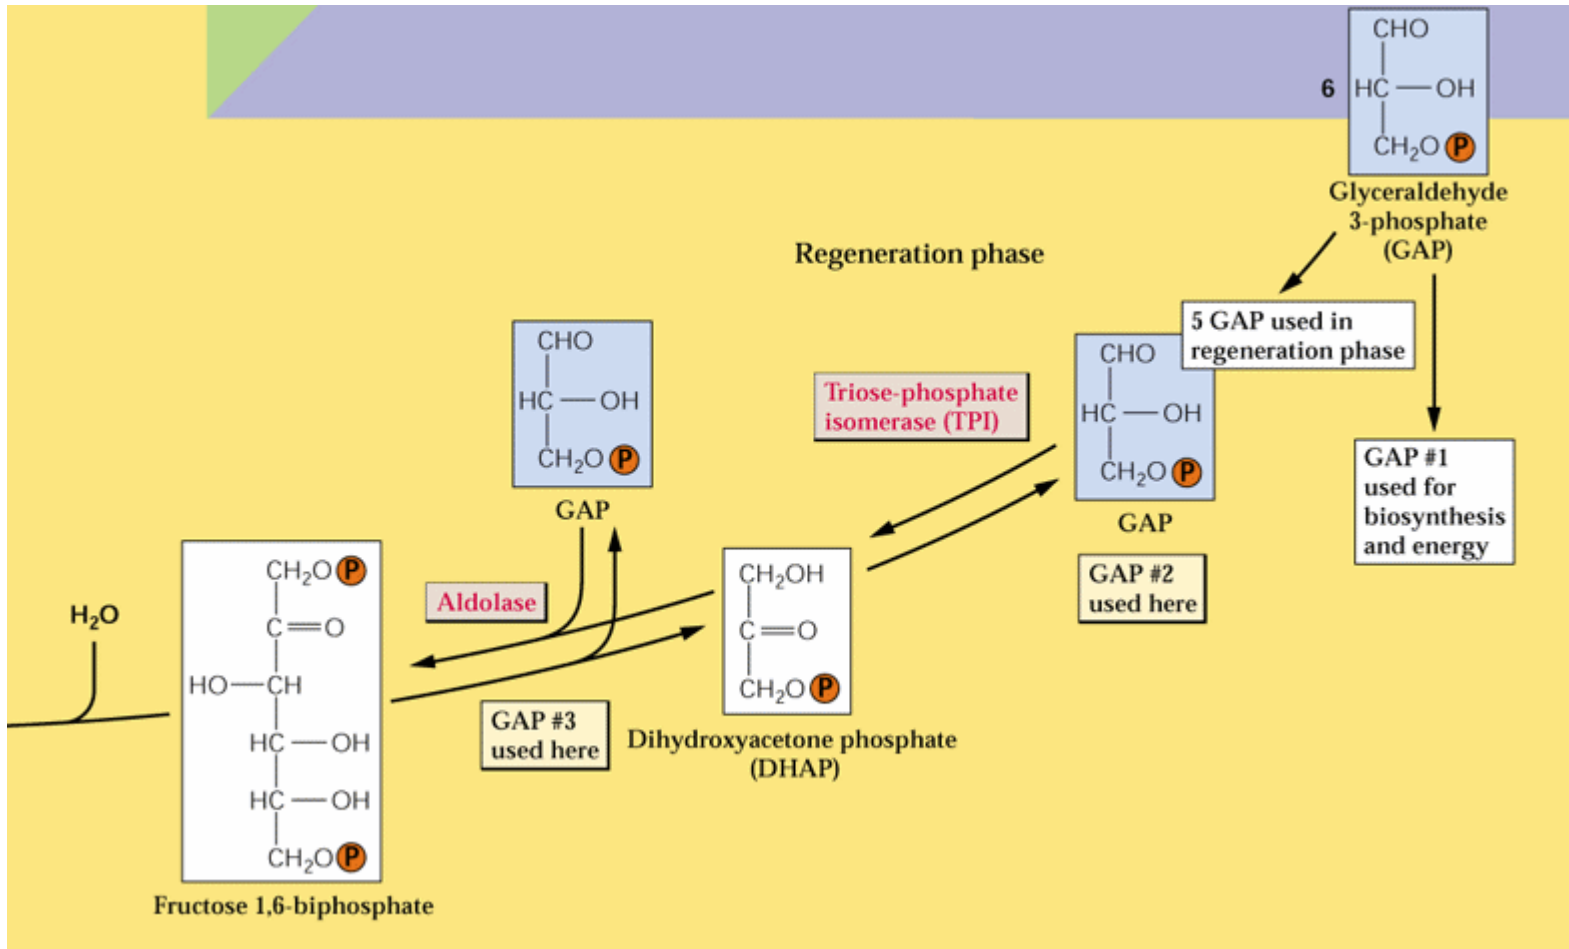 CHO
6 HC—OH
CH₂O P
Glyceraldehyde
3-phosphate
(GAP)
Regeneration phase
5 GAP used in
regeneration phase
CHO
HC—OH
CH₂O P
GAP
Triose-phosphate
isomerase (TPI)
CHO
HC—OH
CH₂O P
GAP
GAP #1
used for
biosynthesis
and energy
GAP #2
used here
CH₂OH
C=O
CH₂O P
Dihydroxyacetone phosphate
(DHAP)
Aldolase
GAP #3
used here
H₂O
CH₂O P
C=O
HO—CH
HC—OH
HC—OH
CH₂O P
Fructose 1,6-biphosphate